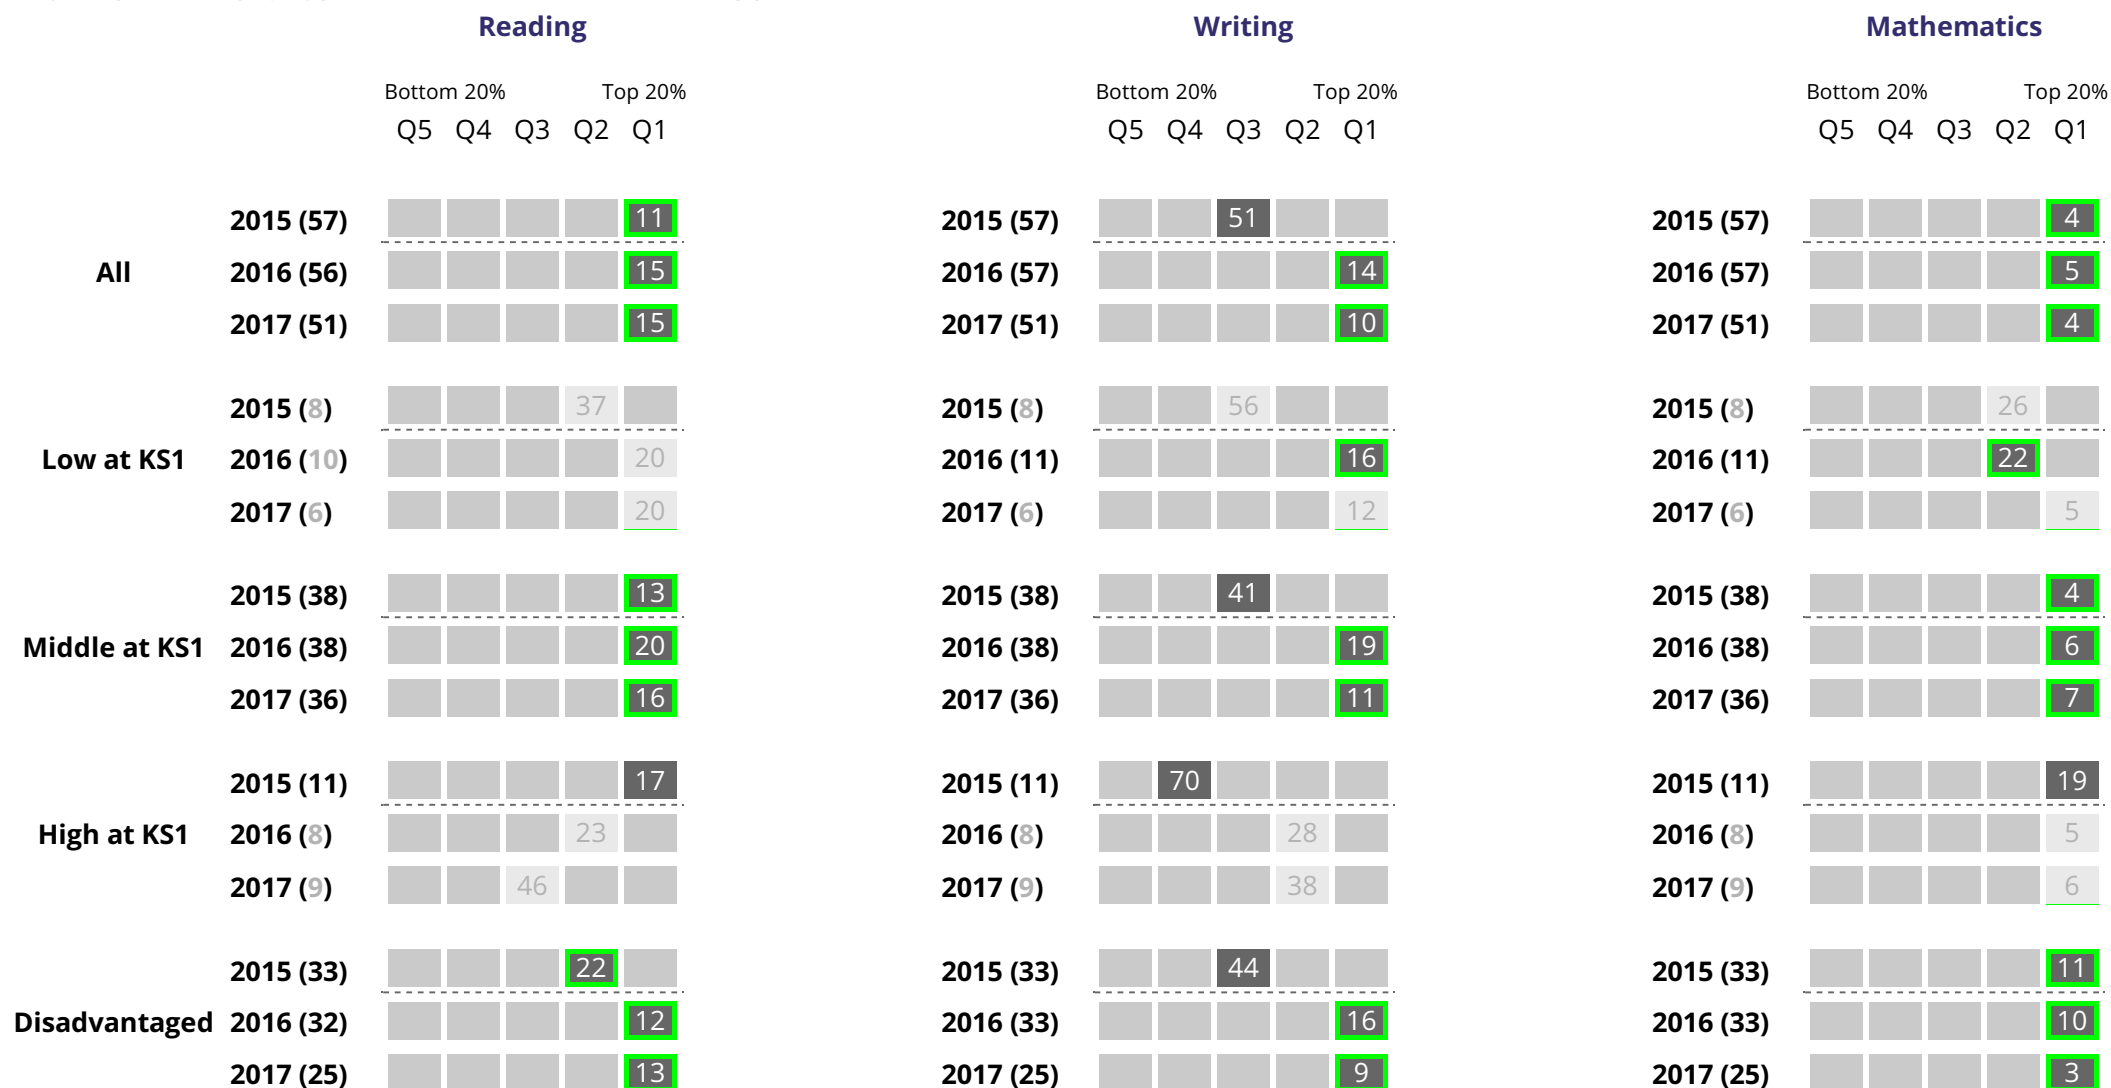 Reading Writing Mathematics
Bottom 20% Top 20% Bottom 20% Top 20% Bottom 20% Top 20%
Q5 Q4 Q3 Q2 Q1 Q5 Q4 Q3 Q2 Q1 Q5 Q4 Q3 Q2 Q1
2015 (57) 11 2015 (57) 51 2015 (57) 4
All 2016 (56) 15 2016 (57) 14 2016 (57) 5
2017 (51) 15 2017 (51) 10 2017 (51) 4
2015 (8) 37 2015 (8) 56 2015 (8) 26
Low at KS1 2016 (10) 20 2016 (11) 16 2016 (11) 22
2017 (6) 20 2017 (6) 12 2017 (6) 5
2015 (38) 13 2015 (38) 41 2015 (38) 4
Middle at KS1 2016 (38) 20 2016 (38) 19 2016 (38) 6
2017 (36) 16 2017 (36) 11 2017 (36) 7
2015 (11) 17 2015 (11) 70 2015 (11) 19
High at KS1 2016 (8) 23 2016 (8) 28 2016 (8) 5
2017 (9) 46 2017 (9) 38 2017 (9) 6
2015 (33) 22 2015 (33) 44 2015 (33) 11
Disadvantaged 2016 (32) 12 2016 (33) 16 2016 (33) 10
2017 (25) 13 2017 (25) 9 2017 (25) 3